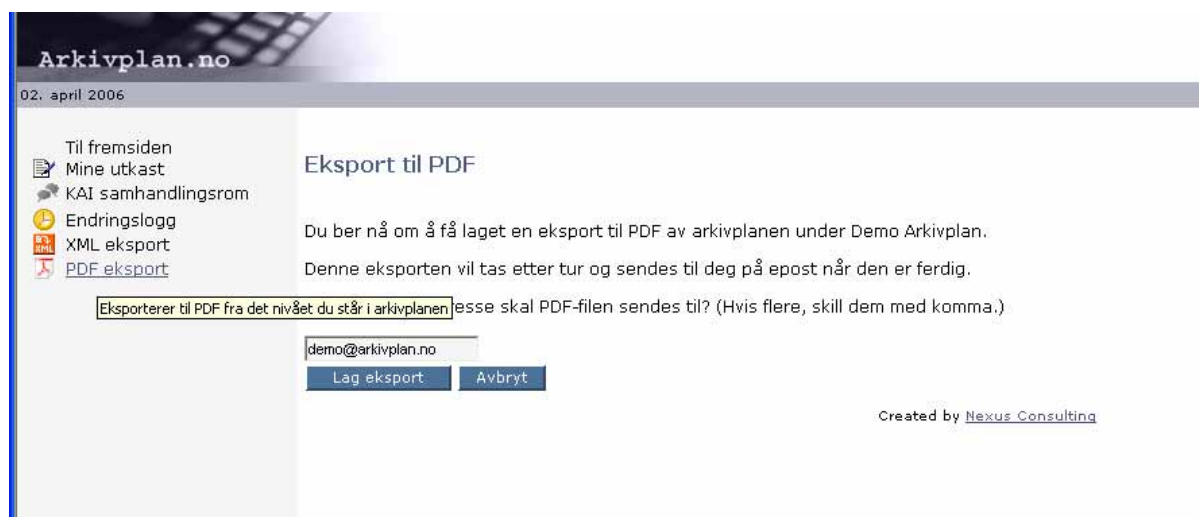 Arkivplan.no
02. april 2006
Til fremsiden
Mine utkast
KAI samhandlingsrom
Endringslogg
XML
XML eksport
PDF eksport
Eksporterer til PDF fra det nivået du står i arkivplanen
Eksport til PDF
Du ber nå om å få laget en eksport til PDF av arkivplanen under Demo Arkivplan.
Denne eksporten vil tas etter tur og sendes til deg på epost når den er ferdig.
esse skal PDF-filen sendes til? (Hvis flere, skill dem med komma.)
demo@arkivplan.no
Lag eksport Avbryt
Created by Nexus Consulting